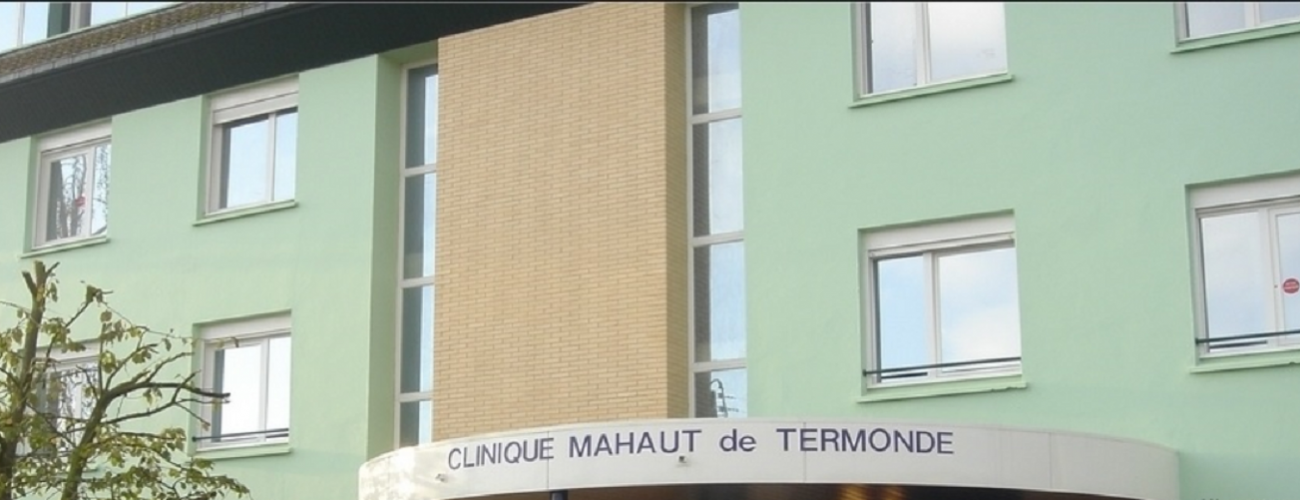 CLINIQUE MAHAUT de TERMONDE